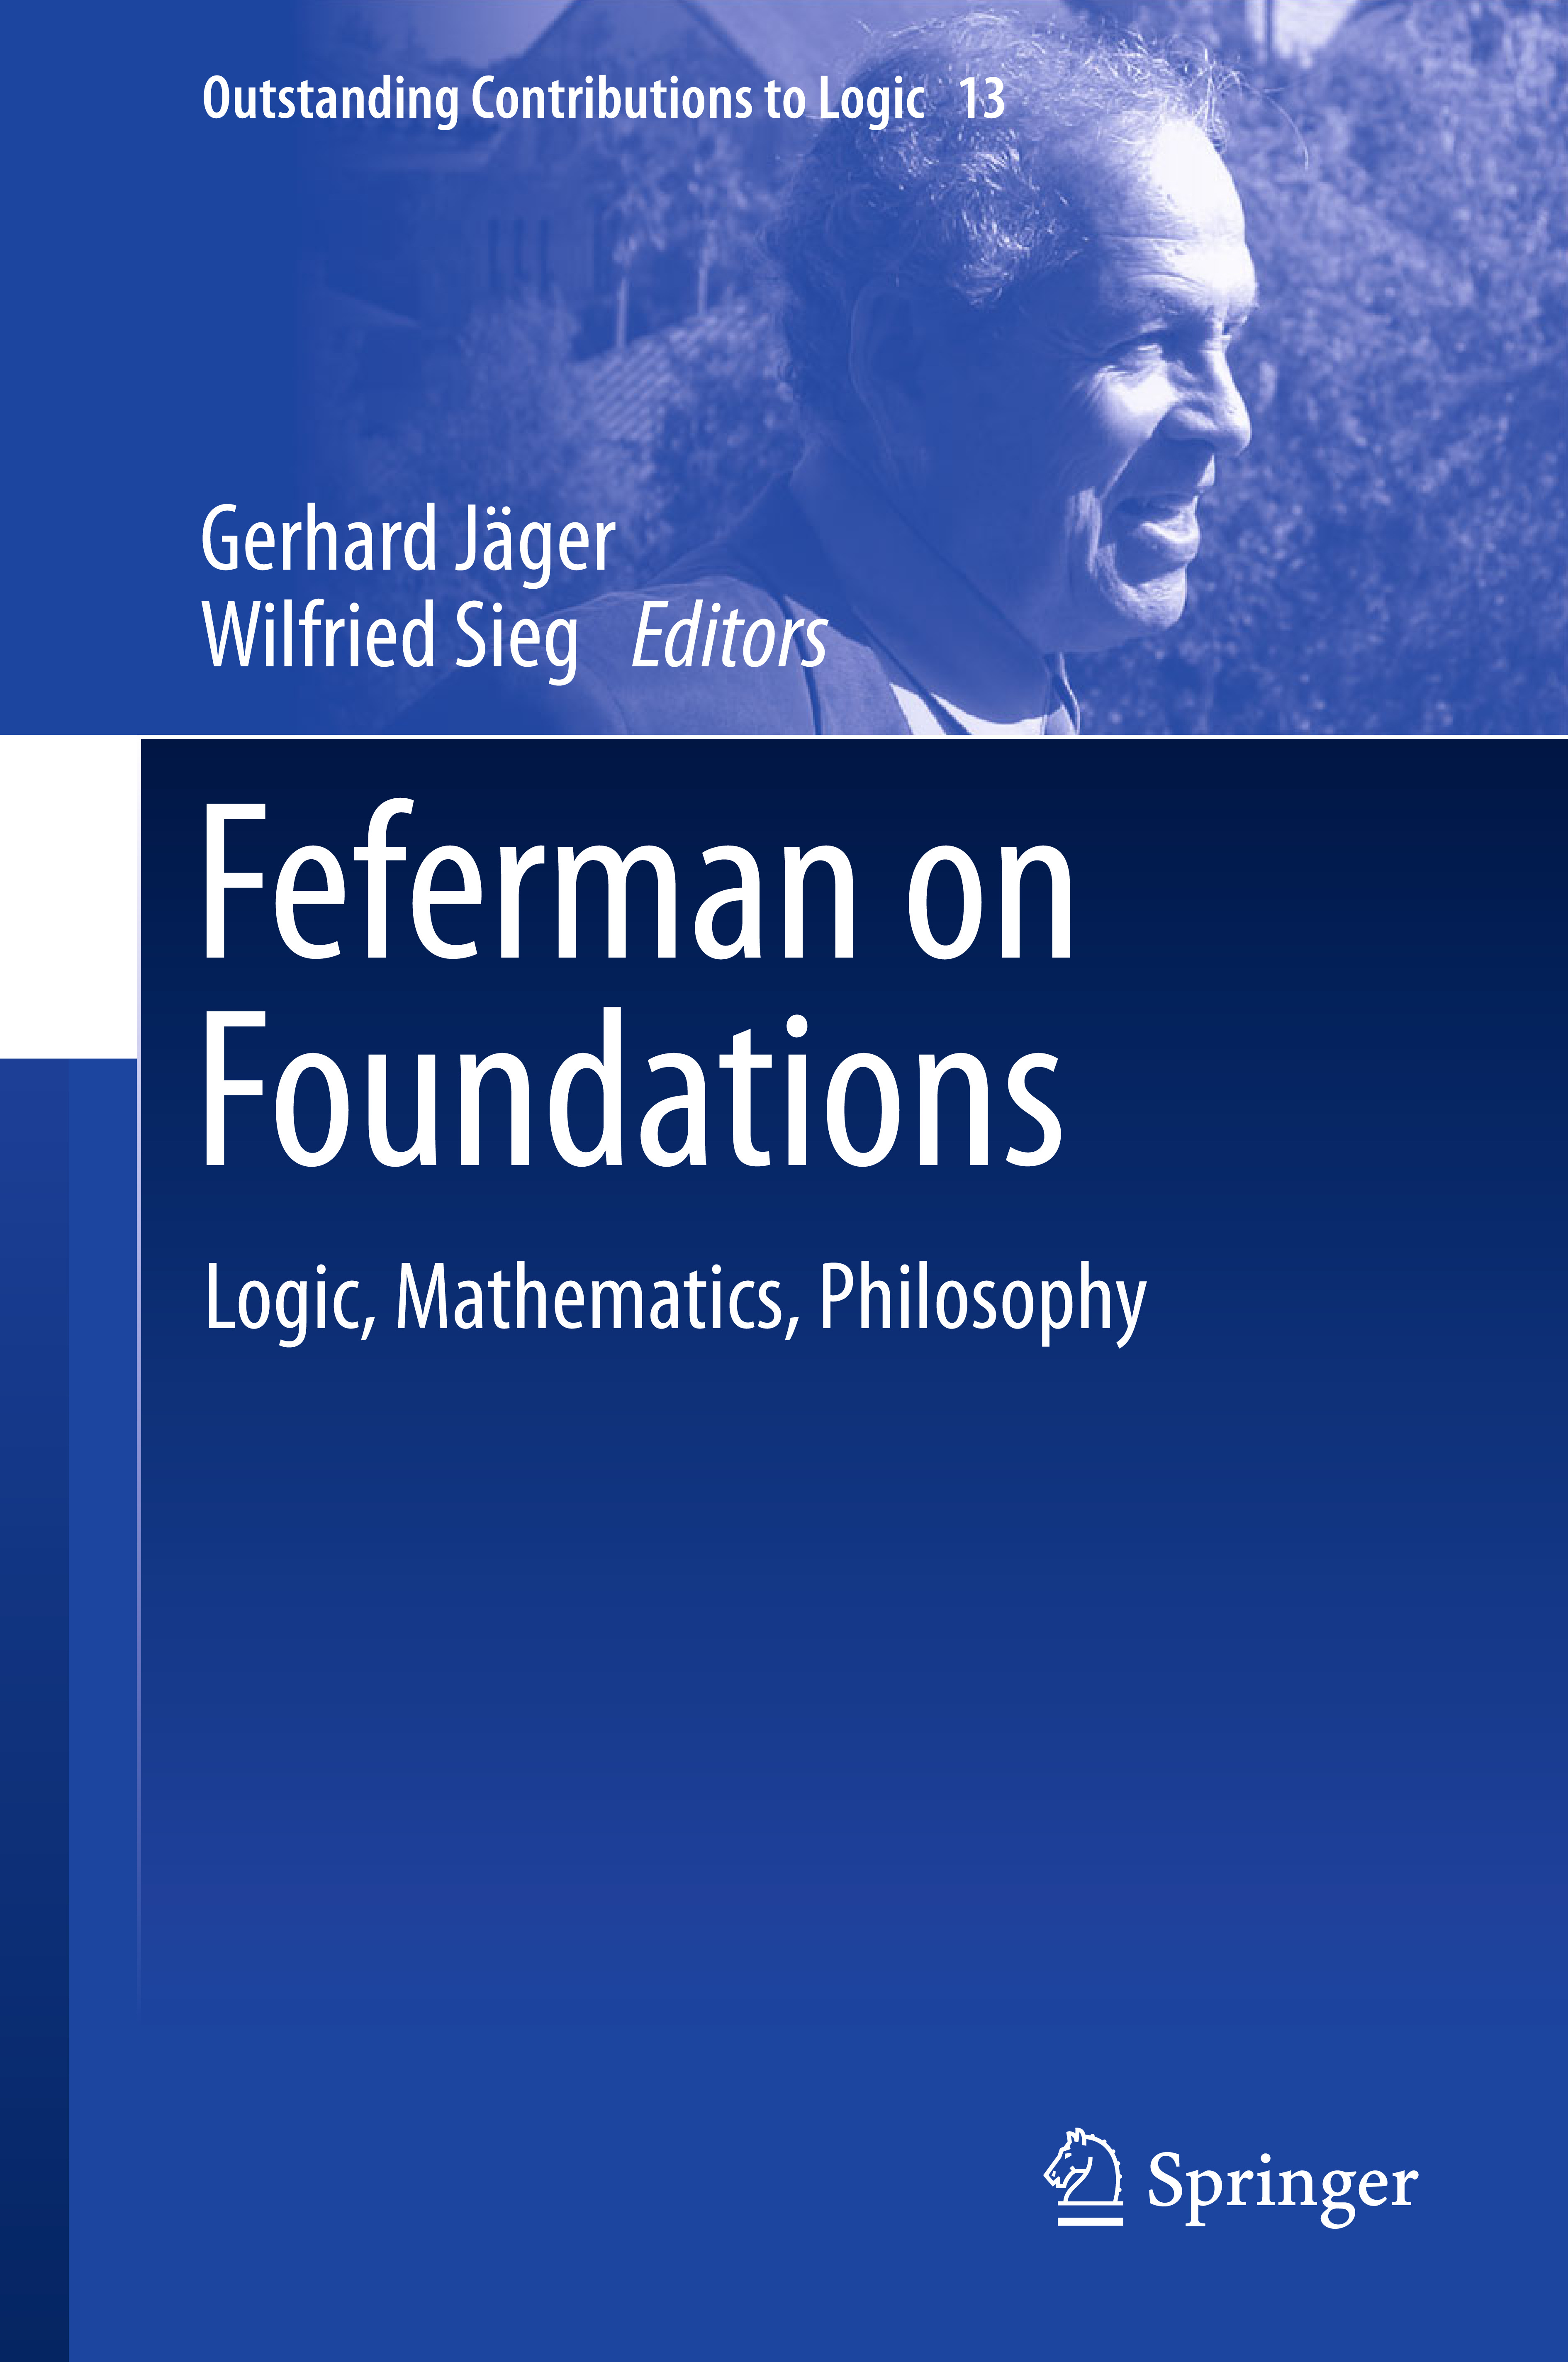 Outstanding Contributions to Logic 13
Gerhard Jäger
Wilfried Sieg Editors
Feferman on
Foundations
Logic, Mathematics, Philosophy
Springer